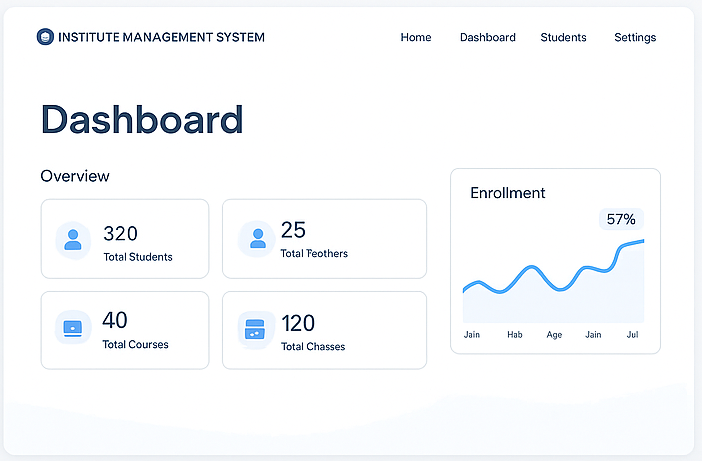 INSTITUTE MANAGEMENT SYSTEM
Home Dashboard Students Settings
Dashboard
Overview
320
Total Students
25
Total Teothers
40
Total Courses
120
Total Chasses
Enrollment
57%
Jain Hab Age Jain Jul